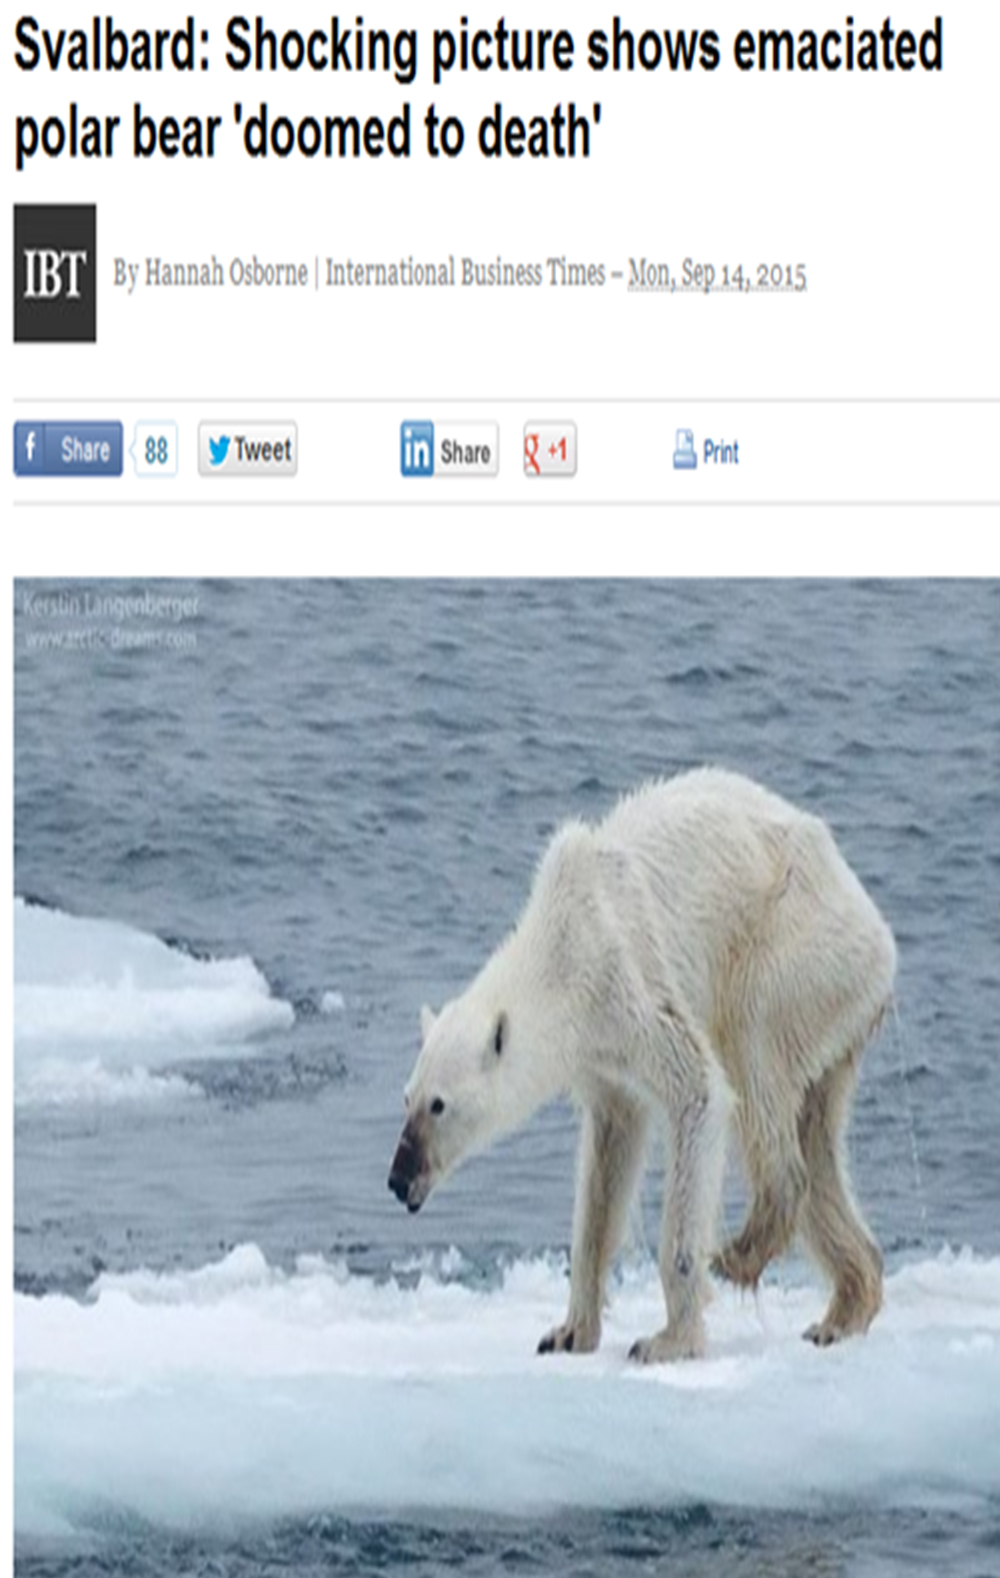 Svalbard: Shocking picture shows emaciated
polar bear 'doomed to death'
IBT
By Hannah Osborne | International Business Times – Mon, Sep 14, 2015
f Share 88 Tweet in Share g +1 Print
Kerstin Langenberger
www.arctic-dreams.com